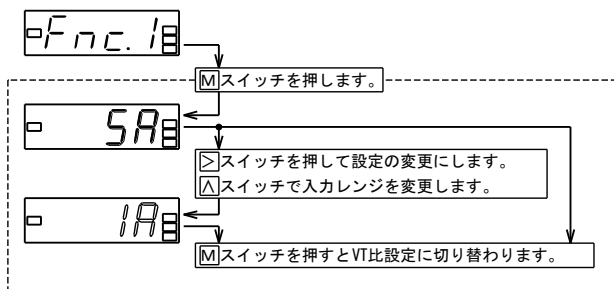 Fnc.1
Mスイッチを押します。
5A
>スイッチを押して設定の変更にします。
∧スイッチで入力レンジを変更します。
1A
Mスイッチを押すとVT比設定に切り替わります。